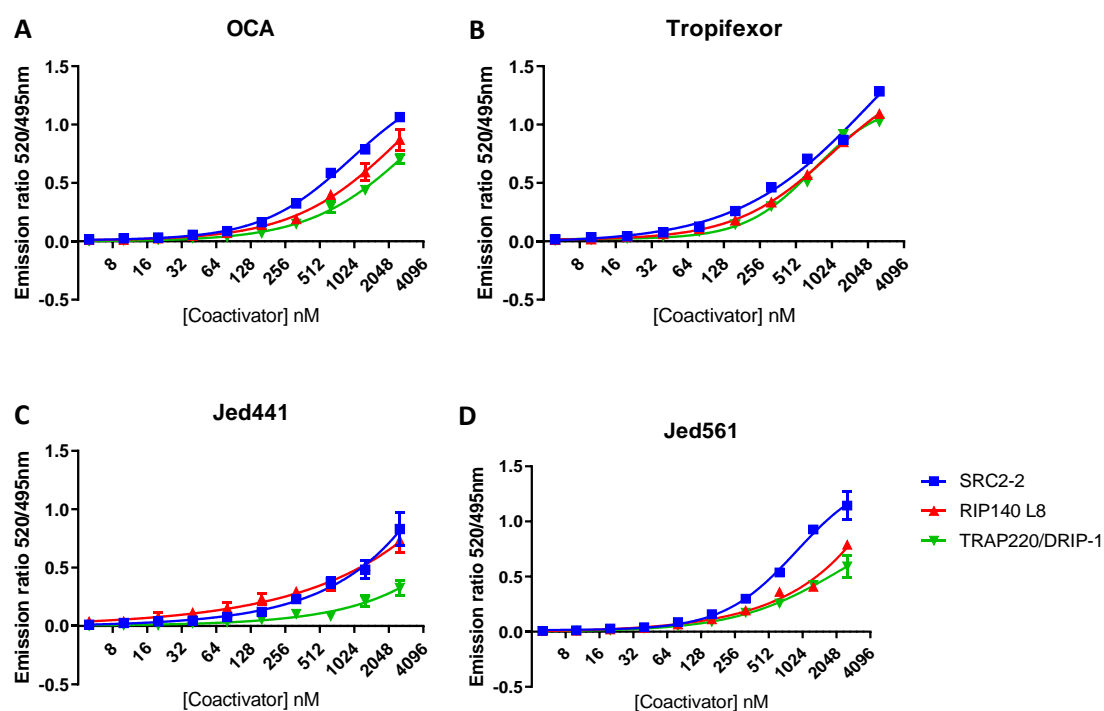 A
OCA
Emission ratio 520/495nm
1.5
1.0
0.5
0.0
-0.5
8 16 32 64 128 256 512 1024 2048 4096
[Coactivator] nM
B
Tropifexor
Emission ratio 520/495nm
1.5
1.0
0.5
0.0
-0.5
8 16 32 64 128 256 512 1024 2048 4096
[Coactivator] nM
C
Jed441
Emission ratio 520/495nm
1.5
1.0
0.5
0.0
-0.5
8 16 32 64 128 256 512 1024 2048 4096
[Coactivator] nM
D
Jed561
Emission ratio 520/495nm
1.5
1.0
0.5
0.0
-0.5
8 16 32 64 128 256 512 1024 2048 4096
[Coactivator] nM
SRC2-2
RIP140 L8
TRAP220/DRIP-1